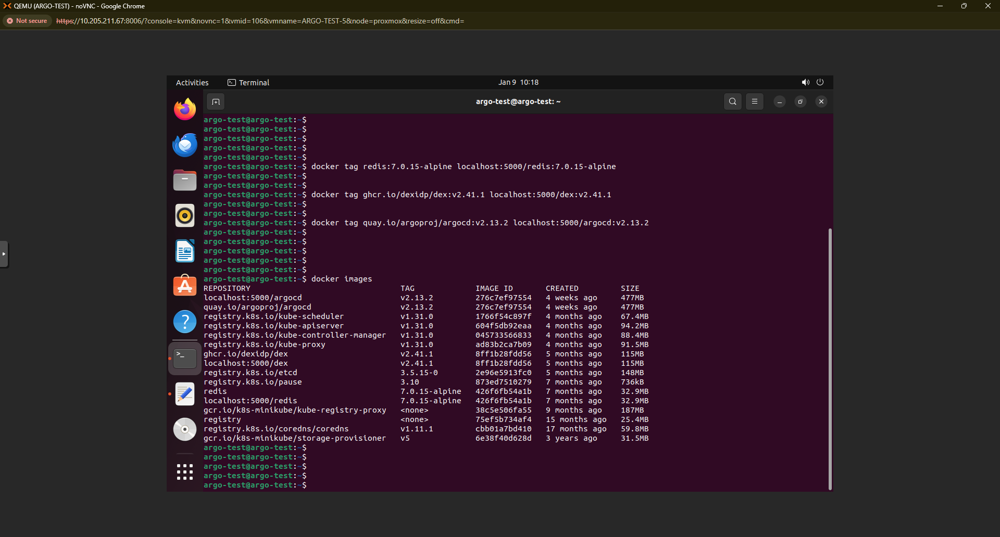 QEMU (ARGO-TEST) - noVNC - Google Chrome
Not secure https://10.205.211.67:8006/?console=kvm&novnc=1&vmid=106&vmname=ARGO-TEST-5&node=proxmox&resize=off&cmd=
Activities Terminal Jan 9 10:18
argo-test@argo-test: ~
argo-test@argo-test:~$
argo-test@argo-test:~$
argo-test@argo-test:~$
argo-test@argo-test:~$
argo-test@argo-test:~$
argo-test@argo-test:~$ docker tag redis:7.0.15-alpine localhost:5000/redis:7.0.15-alpine
argo-test@argo-test:~$
argo-test@argo-test:~$
argo-test@argo-test:~$ docker tag ghcr.io/dexidp/dex:v2.41.1 localhost:5000/dex:v2.41.1
argo-test@argo-test:~$
argo-test@argo-test:~$
argo-test@argo-test:~$ docker tag quay.io/argoproj/argocd:v2.13.2 localhost:5000/argocd:v2.13.2
argo-test@argo-test:~$
argo-test@argo-test:~$
argo-test@argo-test:~$
argo-test@argo-test:~$
argo-test@argo-test:~$
argo-test@argo-test:~$ docker images
REPOSITORY TAG IMAGE ID CREATED SIZE
localhost:5000/argocd v2.13.2 276c7ef97554 4 weeks ago 477MB
quay.io/argoproj/argocd v2.13.2 276c7ef97554 4 weeks ago 477MB
registry.k8s.io/kube-scheduler v1.31.0 1766f54c897f 4 months ago 67.4MB
registry.k8s.io/kube-apiserver v1.31.0 604f5db92eaa 4 months ago 94.2MB
registry.k8s.io/kube-controller-manager v1.31.0 045733566833 4 months ago 88.4MB
registry.k8s.io/kube-proxy v1.31.0 ad83b2ca7b09 4 months ago 91.5MB
ghcr.io/dexidp/dex v2.41.1 8ff1b28fdd56 5 months ago 115MB
localhost:5000/dex v2.41.1 8ff1b28fdd56 5 months ago 115MB
registry.k8s.io/etcd 3.5.15-0 2e96e5913fc0 5 months ago 148MB
registry.k8s.io/pause 3.10 873ed7510279 7 months ago 736kB
redis 7.0.15-alpine 426f6fb54a1b 7 months ago 32.9MB
localhost:5000/redis 7.0.15-alpine 426f6fb54a1b 7 months ago 32.9MB
gcr.io/k8s-minikube/kube-registry-proxy <none> 38c5e506fa55 9 months ago 187MB
registry <none> 75ef5b734af4 15 months ago 25.4MB
registry.k8s.io/coredns/coredns v1.11.1 cbb01a7bd410 17 months ago 59.8MB
gcr.io/k8s-minikube/storage-provisioner v5 6e38f40d628d 3 years ago 31.5MB
argo-test@argo-test:~$
argo-test@argo-test:~$
argo-test@argo-test:~$
argo-test@argo-test:~$
argo-test@argo-test:~$